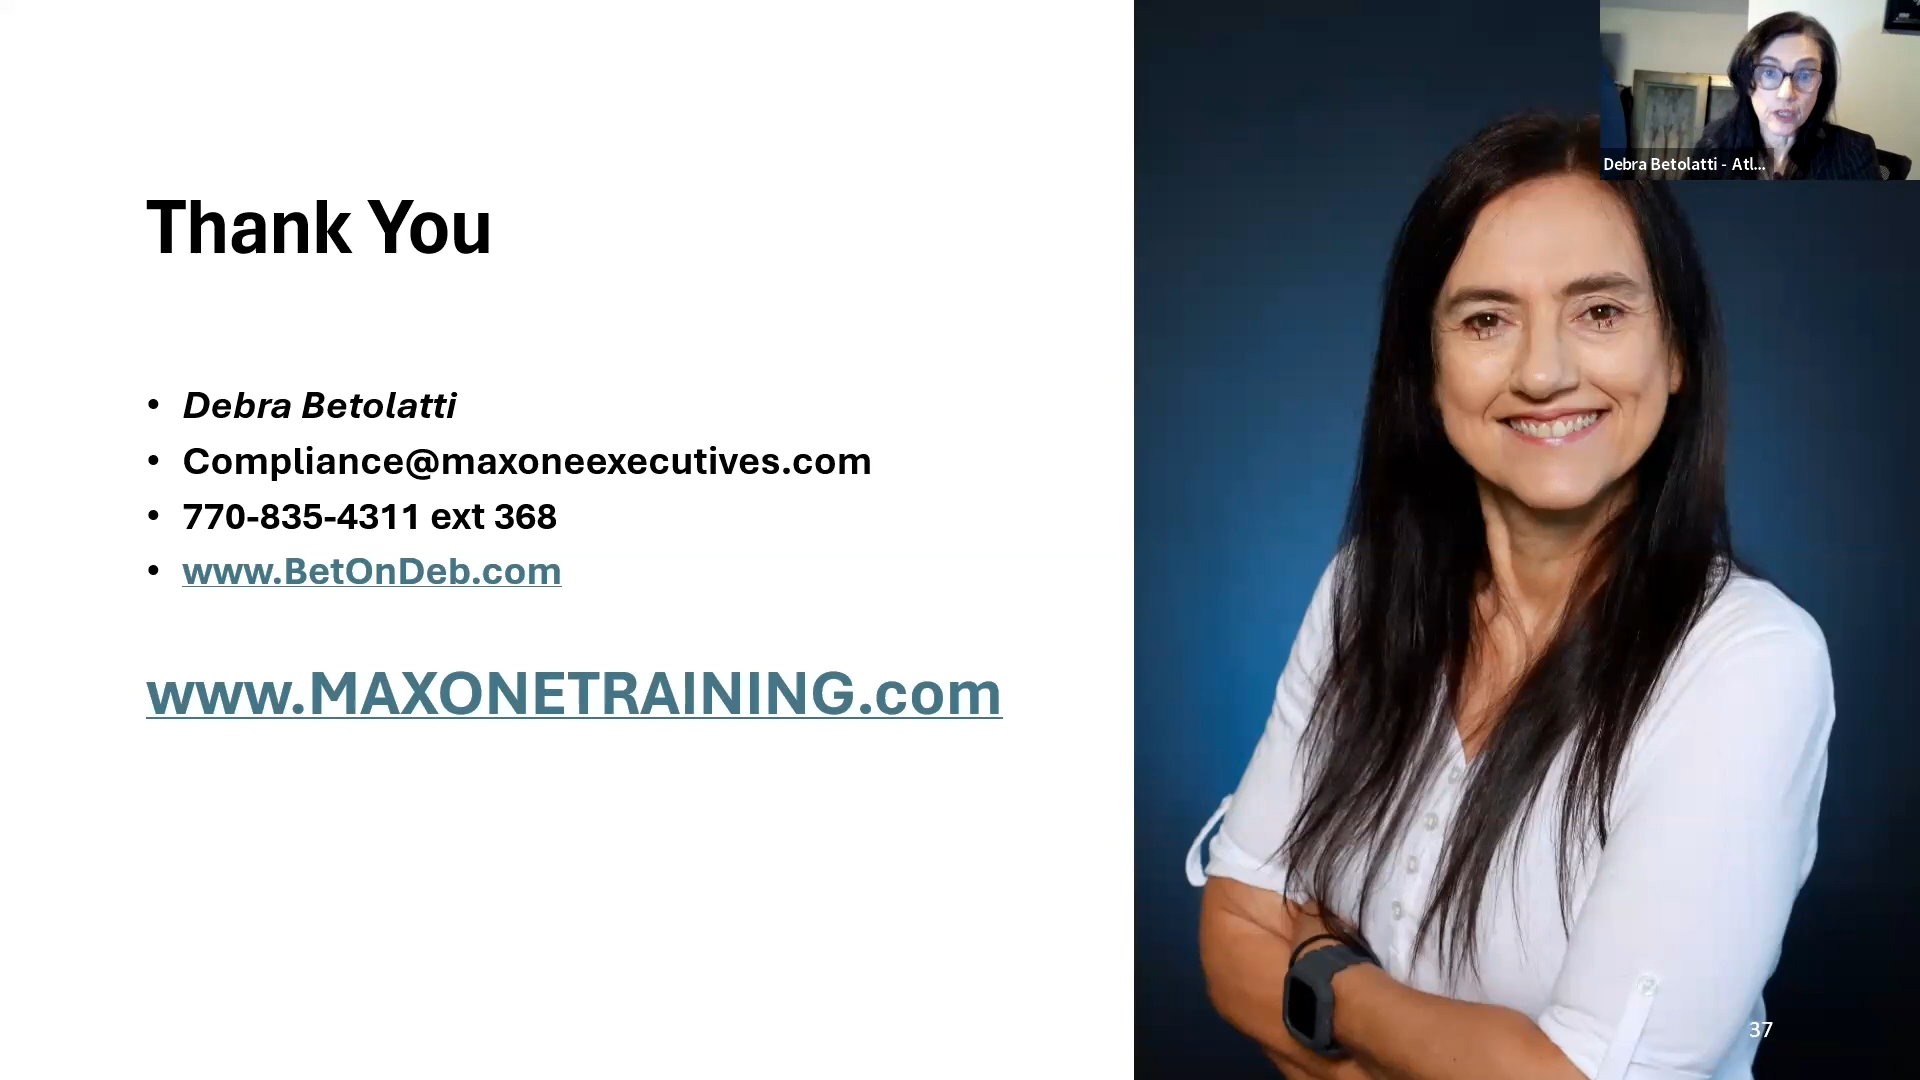 Thank You
• Debra Betolatti
• Compliance@maxoneexecutives.com
• 770-835-4311 ext 368
• www.BetOnDeb.com
www.MAXONETRAINING.com
Debra Betolatti - Atl...
37